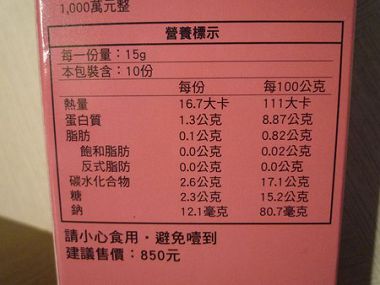 1,000萬元整
營養標示
每一份量：15g
本包裝含：10份
每份 每100公克
熱量 16.7大卡 111大卡
蛋白質 1.3公克 8.87公克
脂肪 0.1公克 0.82公克
飽和脂肪 0.0公克 0.02公克
反式脂防 0.0公克 0.0公克
碳水化合物 2.6公克 17.1公克
糖 2.3公克 15.2公克
鈉 12.1毫克 80.7毫克
請小心食用・避免噎到
建議售價：850元